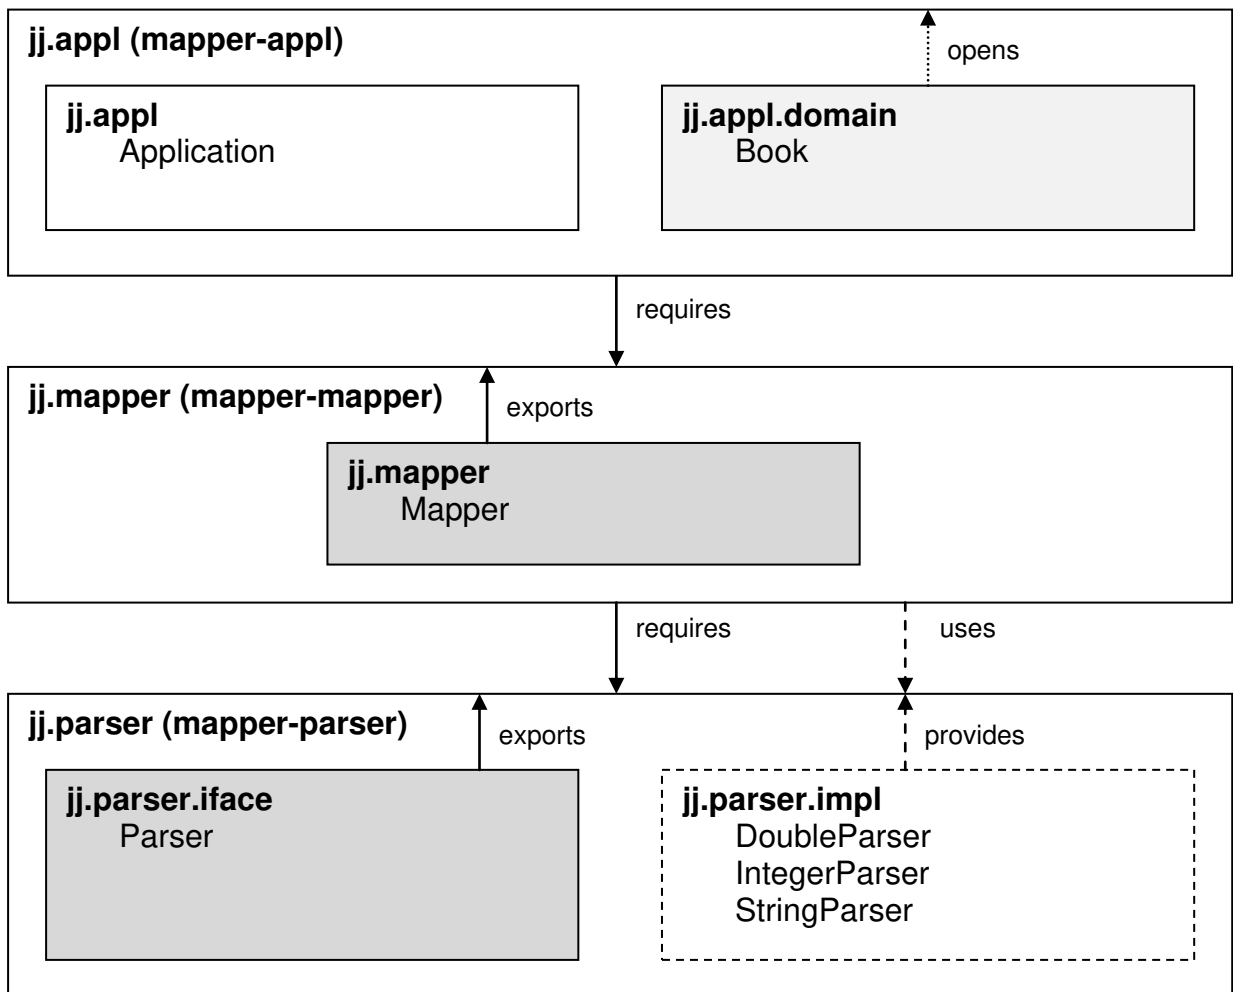 jj.appl (mapper-appl)
opens
jj.appl
Application
jj.appl.domain
Book
requires
jj.mapper (mapper-mapper)
exports
jj.mapper
Mapper
requires
uses
jj.parser (mapper-parser)
exports
provides
jj.parser.iface
Parser
jj.parser.impl
DoubleParser
IntegerParser
StringParser